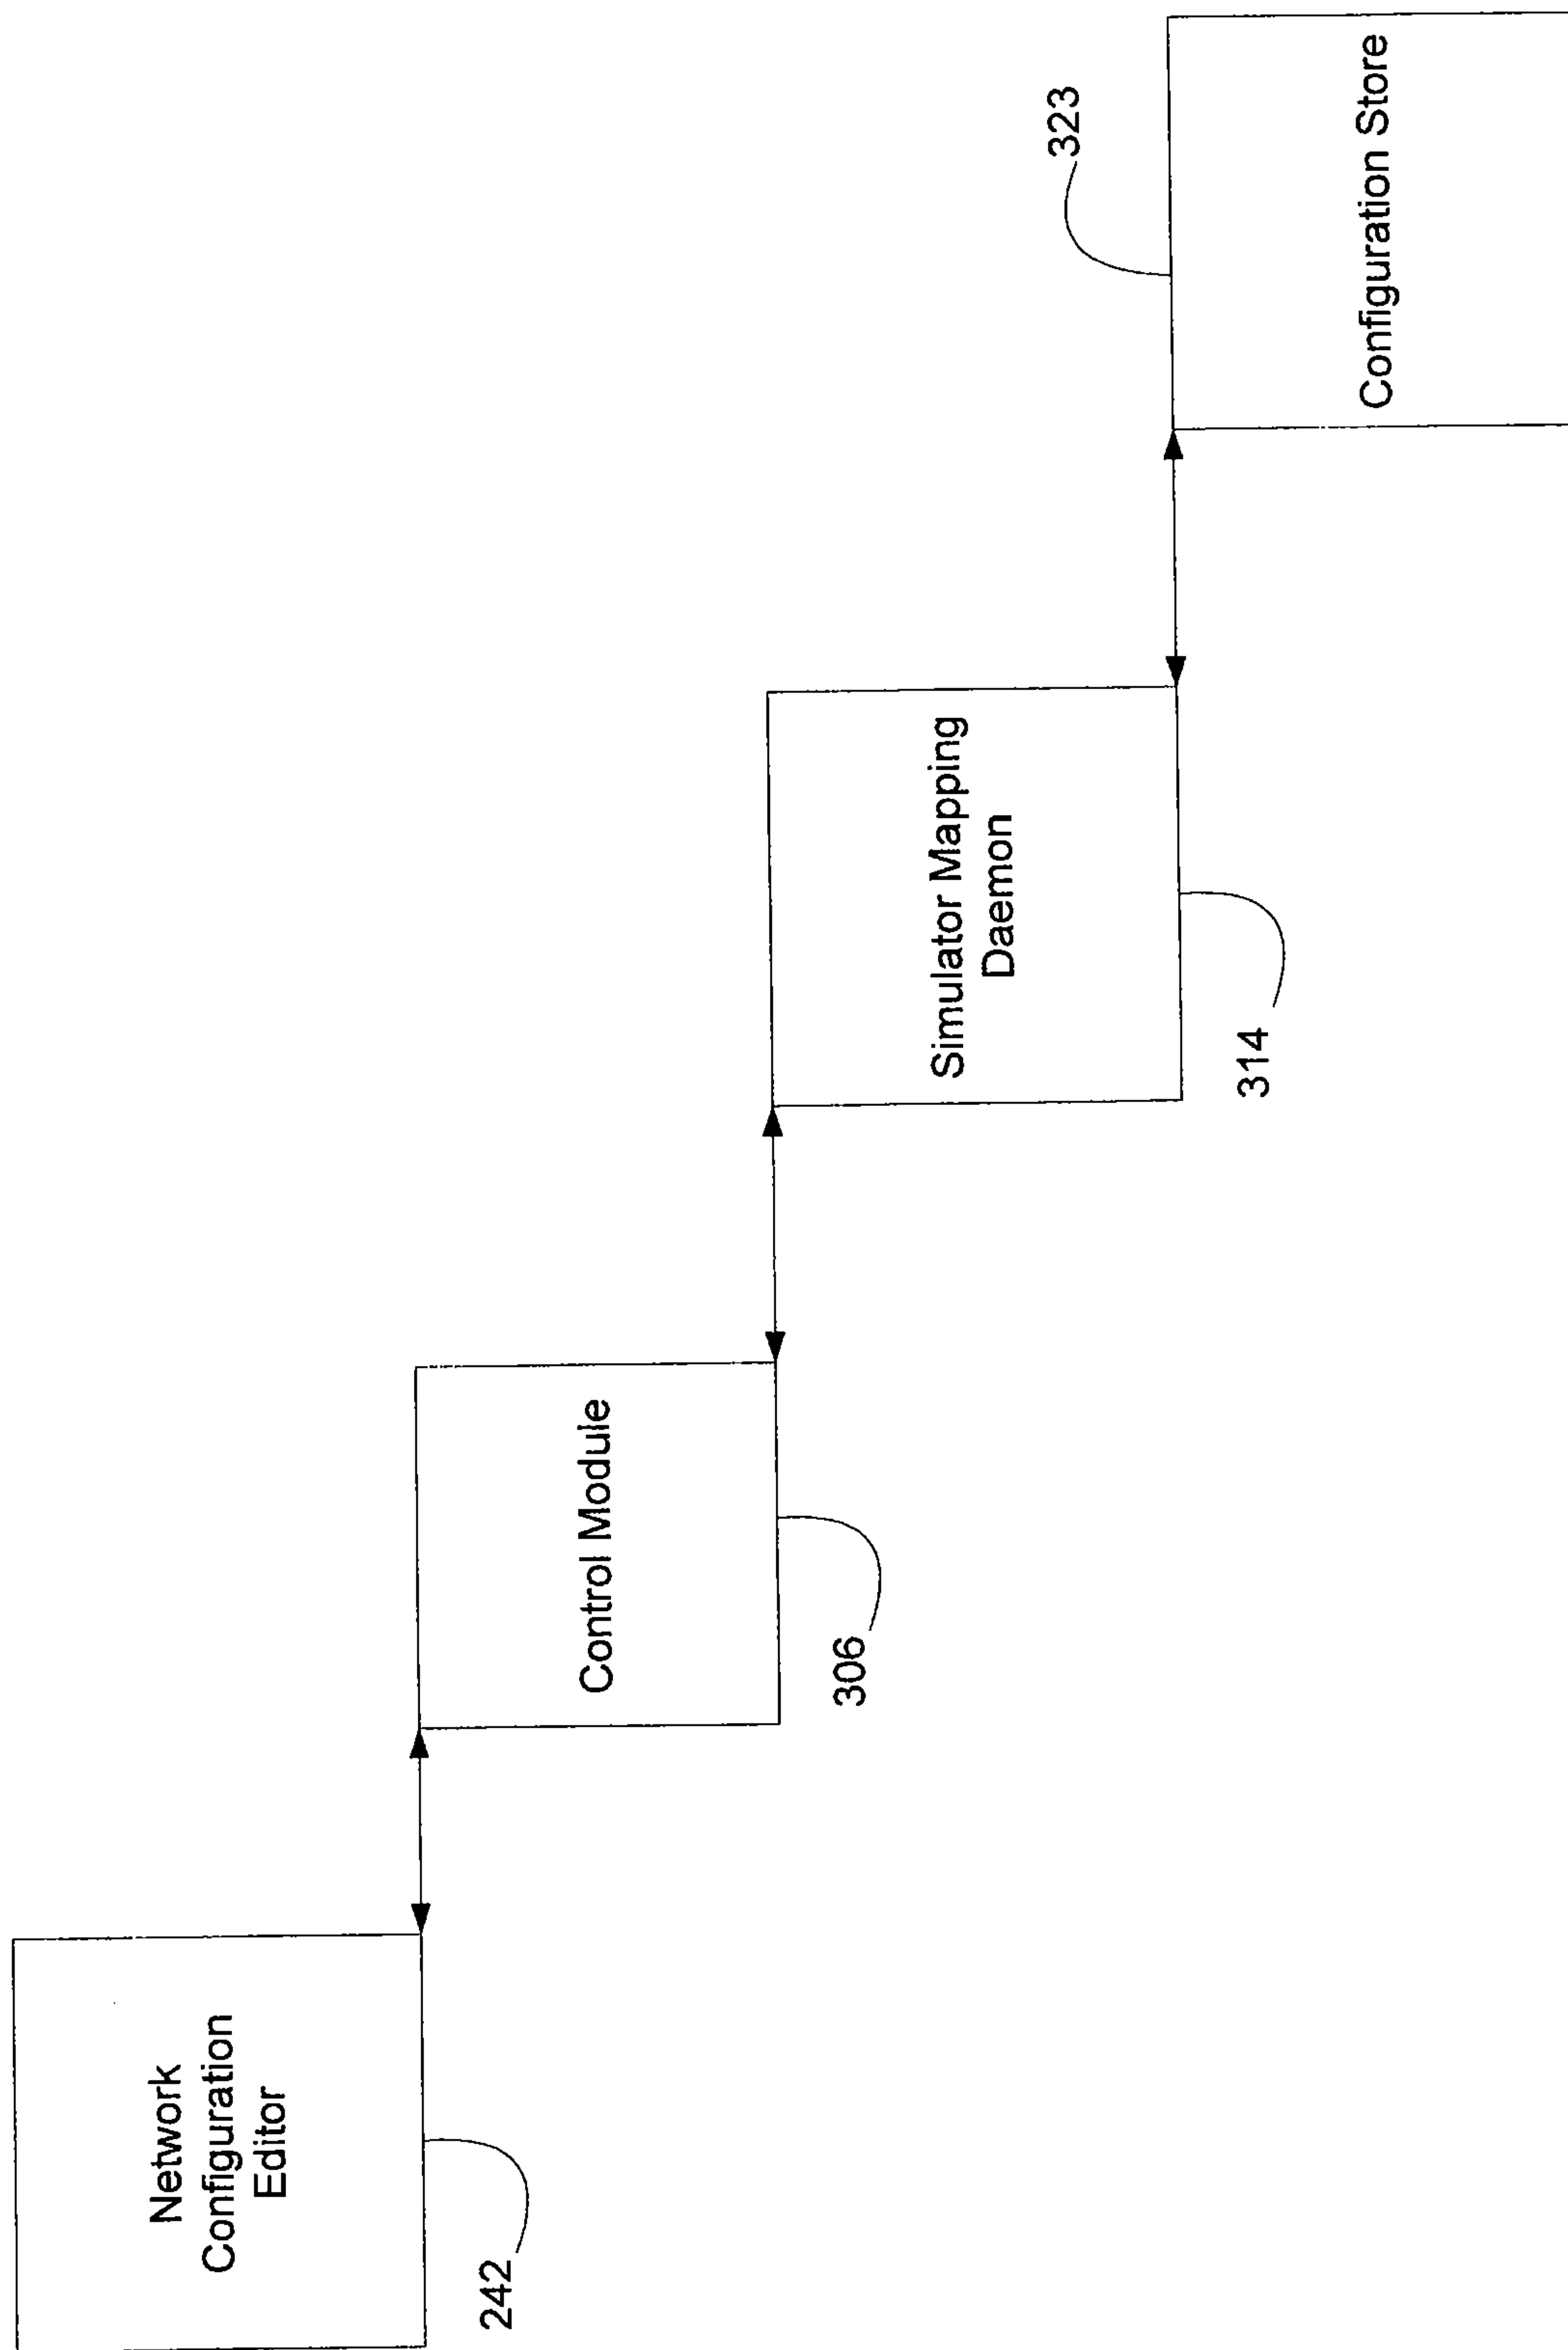 Network
Configuration
Editor
242
Control Module
306
Simulator Mapping
Daemon
314
323
Configuration Store